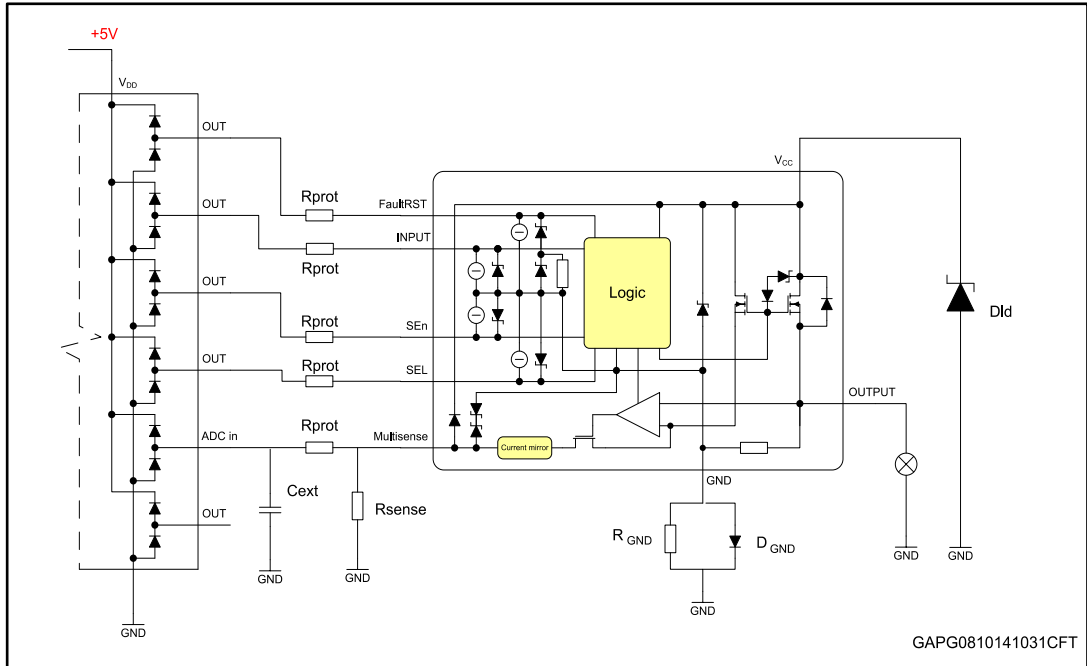 +5V
VDD
OUT
OUT
OUT
OUT
ADC in
OUT
GND
Rprot
Rprot
Rprot
Rprot
Rprot
Cext
GND
Rsense
GND
FaultRST
INPUT
SEn
SEL
Multisense
Logic
Current mirror
VCC
OUTPUT
GND
R GND
D GND
GND
GND
Dld
GND
GAPG0810141031CFT